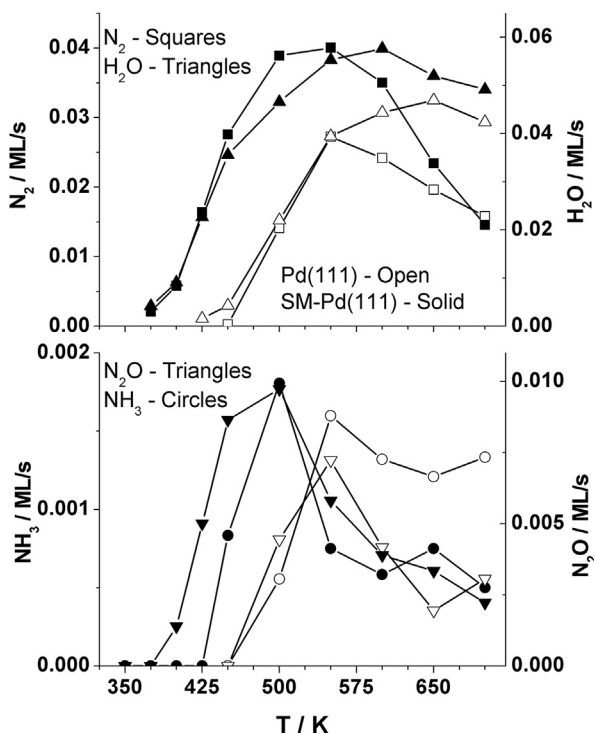 N2 - Squares
H2O - Triangles
Pd(111) - Open
SM-Pd(111) - Solid
N2 / ML/s
0.04
0.03
0.02
0.01
0.00
H2O / ML/s
0.06
0.04
0.02
0.00
N2O - Triangles
NH3 - Circles
NH3 / ML/s
0.002
0.001
0.000
N2O / ML/s
0.010
0.005
0.000
350 425 500 575 650
T / K